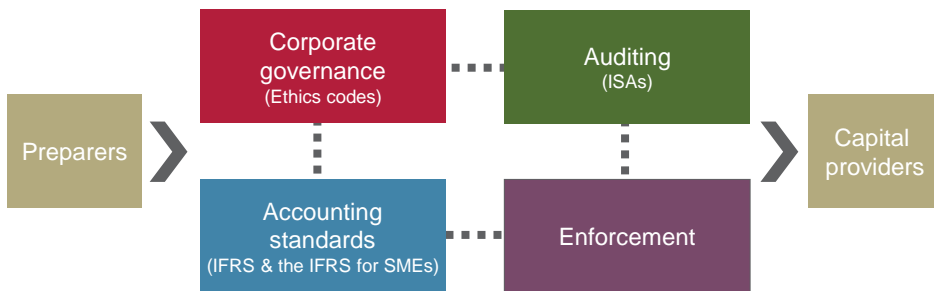 Preparers
Corporate
governance
(Ethics codes)
Auditing
(ISAs)
Accounting
standards
(IFRS & the IFRS for SMEs)
Enforcement
Capital
providers